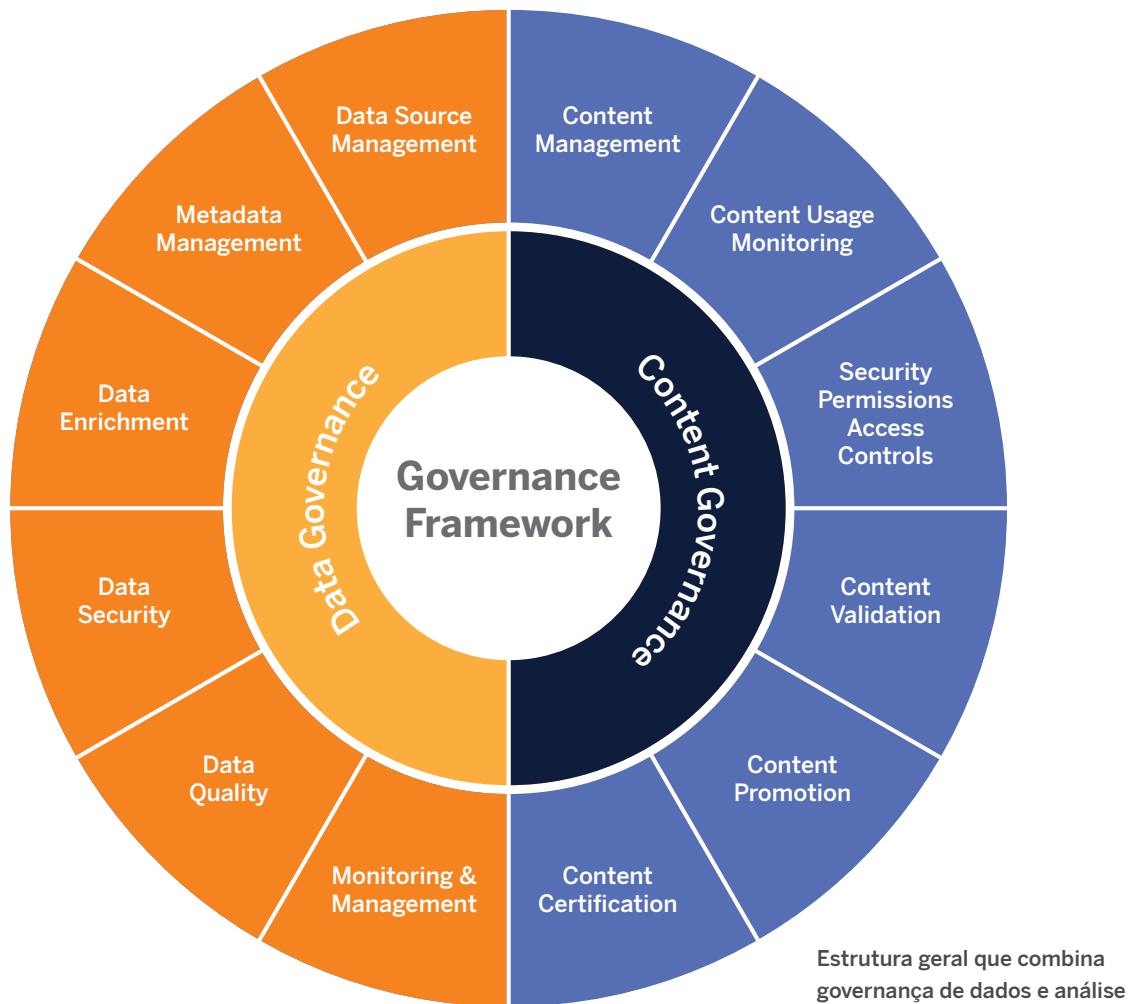 Data Source
Management
Content
Management
Metadata
Management
Content Usage
Monitoring
Data
Enrichment
Security
Permissions
Access
Controls
Data Governance
Content Governance
Governance
Framework
Data
Security
Content
Validation
Data
Quality
Content
Promotion
Monitoring &
Management
Content
Certification
Estrutura geral que combina
governança de dados e análise